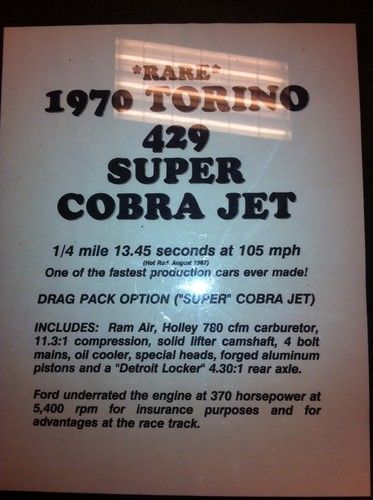 *RARE*
1970 TORINO
429
SUPER
COBRA JET
1/4 mile 13.45 seconds at 105 mph
(Hot Rod August 1987)
One of the fastest production cars ever made!
DRAG PACK OPTION ("SUPER" COBRA JET)
INCLUDES: Ram Air, Holley 780 cfm carburetor,
11.3:1 compression, solid lifter camshaft, 4 bolt
mains, oil cooler, special heads, forged aluminum
pistons and a "Detroit Locker" 4.30:1 rear axle.
Ford underrated the engine at 370 horsepower at
5,400 rpm for insurance purposes and for
advantages at the race track.